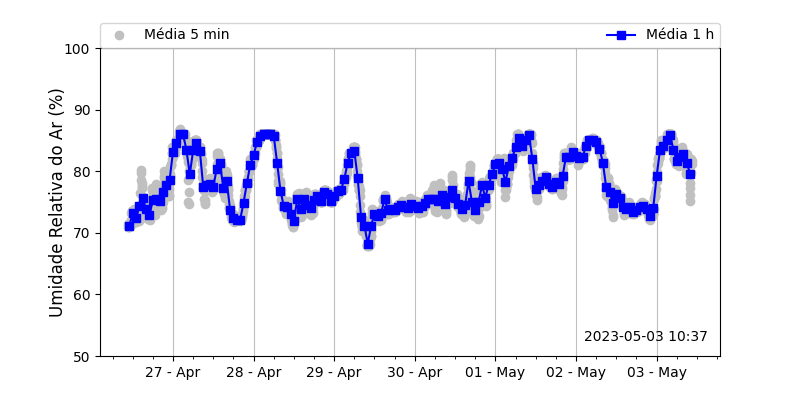 Média 5 min Média 1 h
Umidade Relativa do Ar (%)
100
90
80
70
60
50
2023-05-03 10:37
27 - Apr 28 - Apr 29 - Apr 30 - Apr 01 - May 02 - May 03 - May